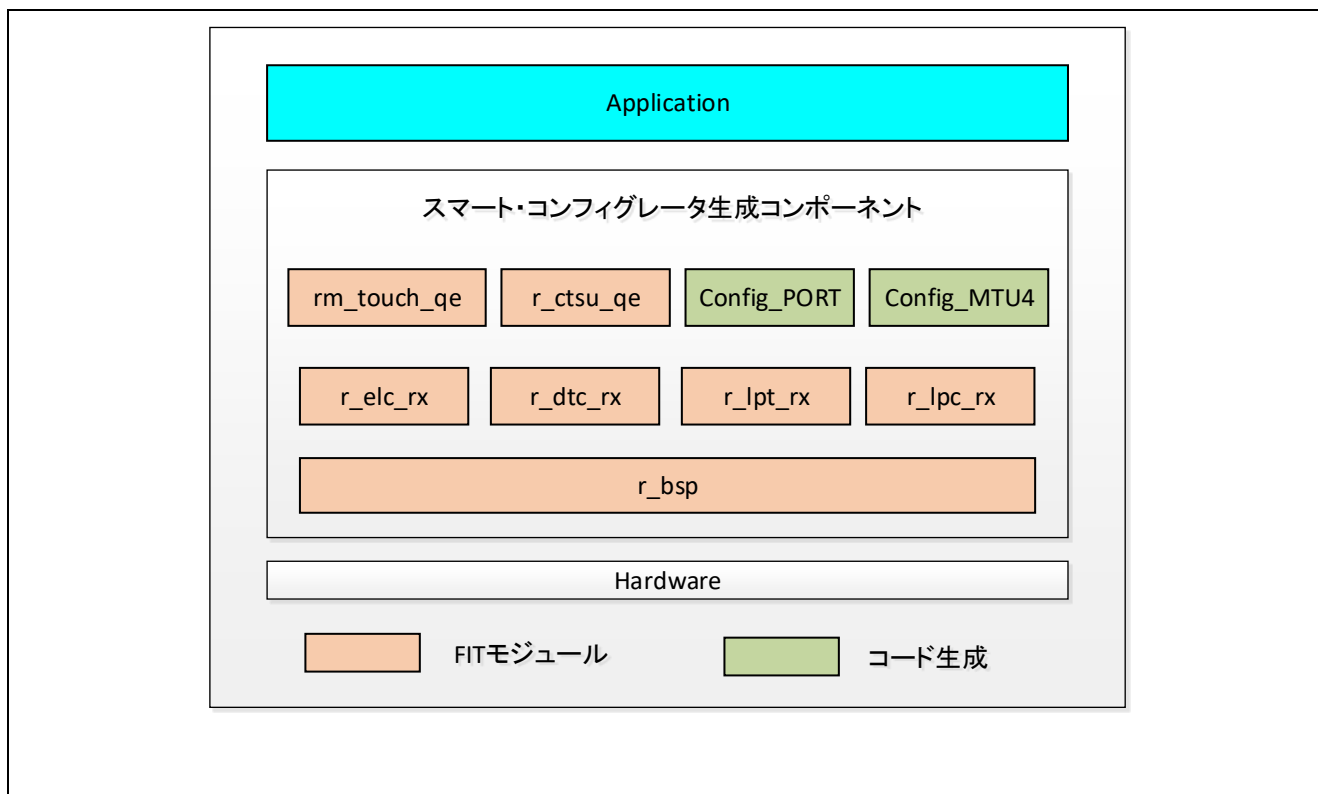 Application
スマート・コンフィグレータ生成コンポーネント
rm_touch_qe
r_ctsu_qe
Config_PORT
Config_MTU4
r_elc_rx
r_dtc_rx
r_lpt_rx
r_lpc_rx
r_bsp
Hardware
FITモジュール
コード生成